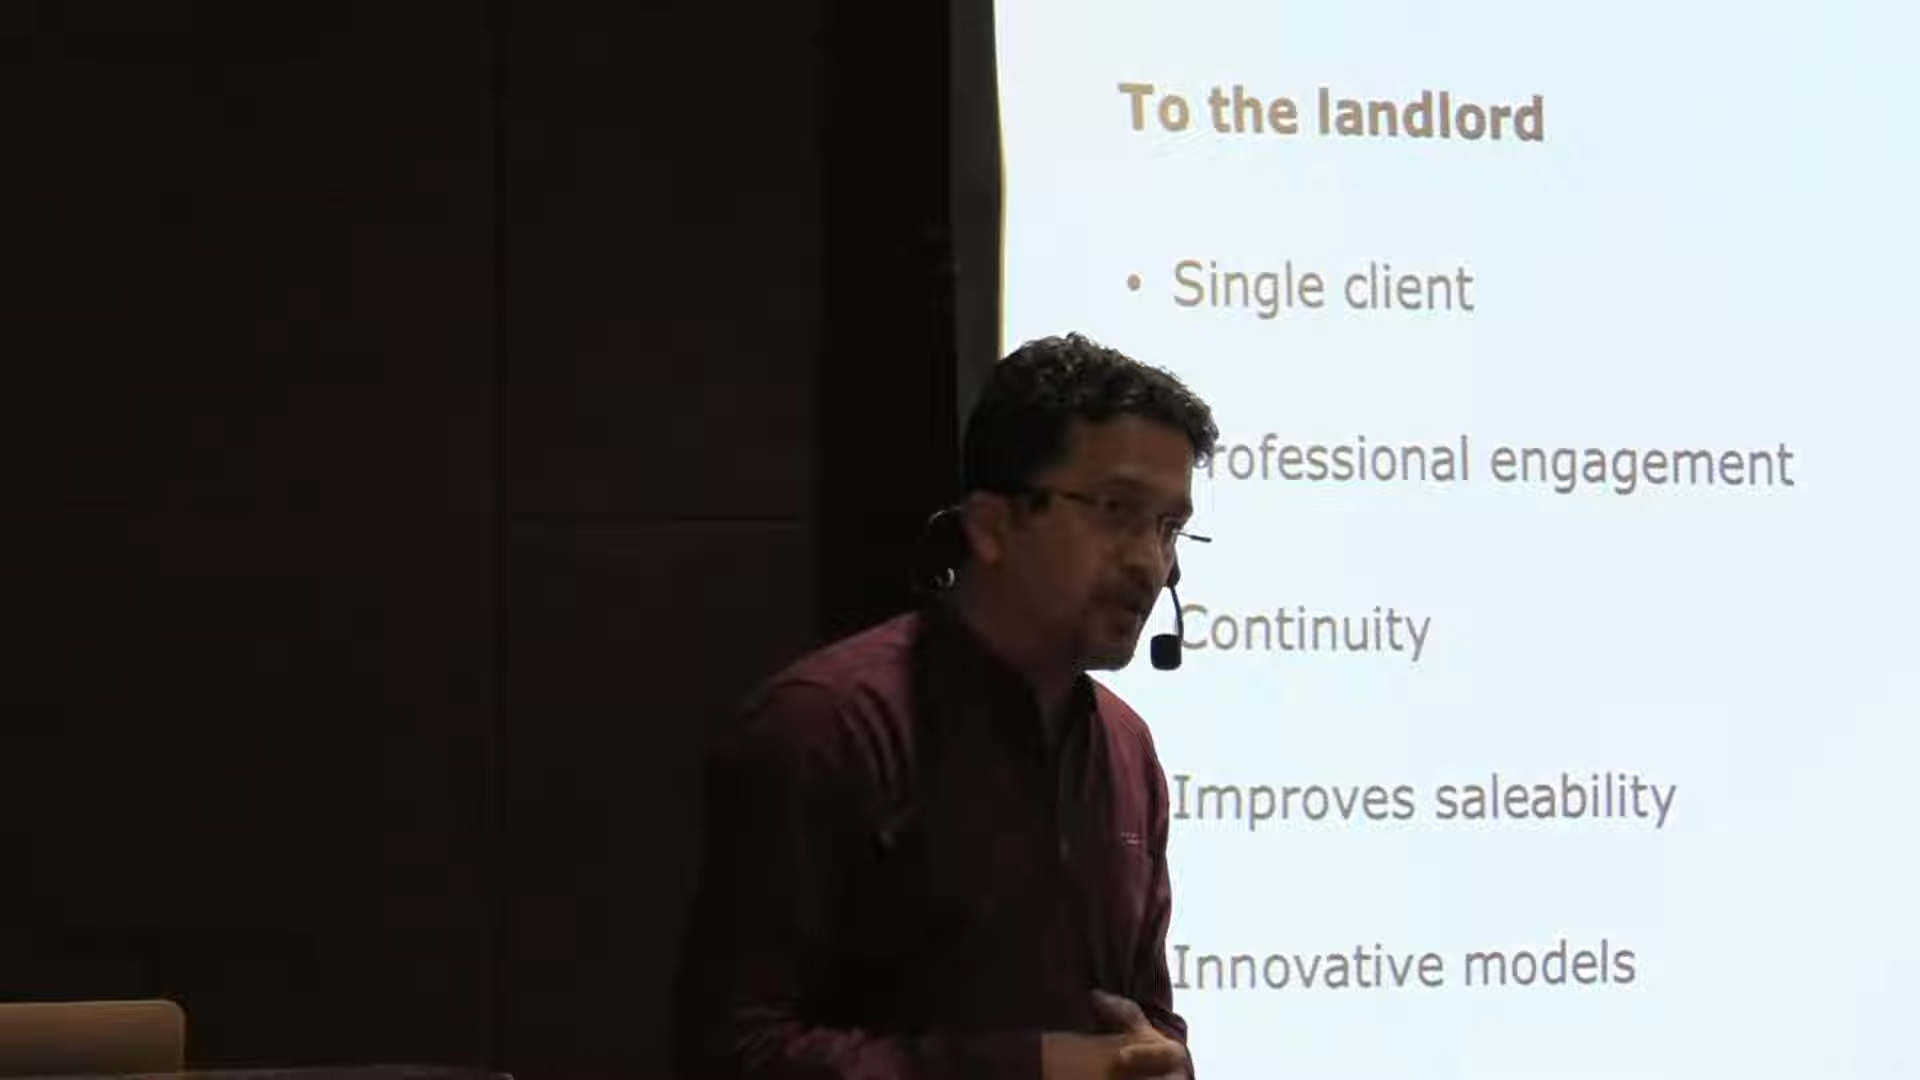 To the landlord
• Single client
rofessional engagement
Continuity
Improves saleability
Innovative models